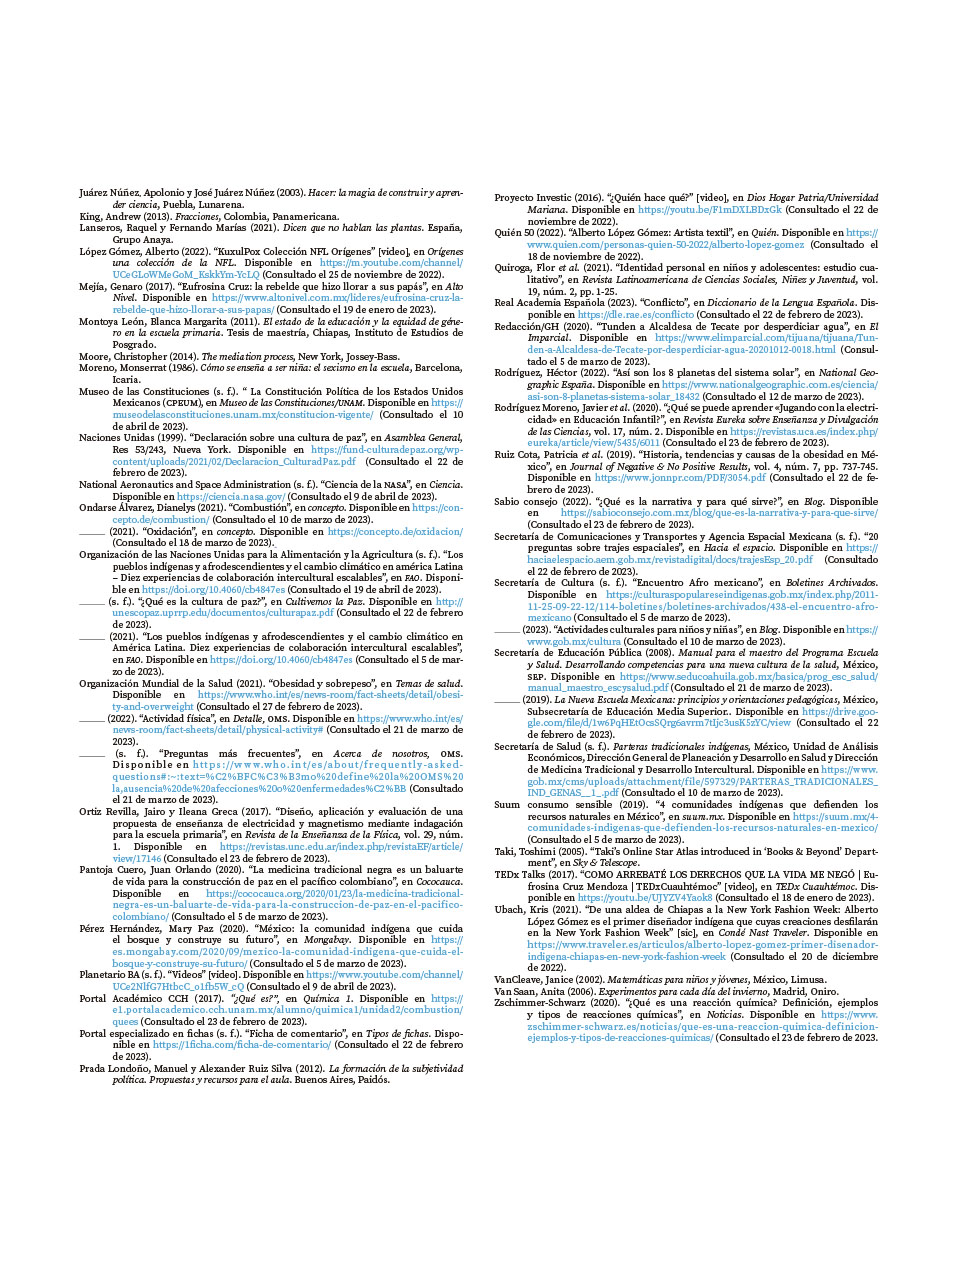 Juárez Núñez, Apolonio y José Juárez Núñez (2003). Hacer: la magia de construir y apren-
der ciencia, Puebla, Lunarena.
King, Andrew (2013). Fracciones, Colombia, Panamericana.
Lanseros, Raquel y Fernando Marías (2021). Dicen que no hablan las plantas. España,
Grupo Anaya.
López Gómez, Alberto (2022). “KuxulPox Colección NFL Orígenes” [video], en Orígenes
una colección de la NFL. Disponible en https://m.youtube.com/channel/
UCeGLoWMeGoM_KskkYm-YcLQ (Consultado el 25 de noviembre de 2022).
Mejía, Genaro (2017). “Eufrosina Cruz: la rebelde que hizo llorar a sus papás”, en Alto
Nivel. Disponible en https://www.altonivel.com.mx/lideres/eufrosina-cruz-la-
rebelde-que-hizo-llorar-a-sus-papas/ (Consultado el 19 de enero de 2023).
Montoya León, Blanca Margarita (2011). El estado de la educación y la equidad de géne-
ro en la escuela primaria. Tesis de maestría, Chiapas, Instituto de Estudios de
Posgrado.
Moore, Christopher (2014). The mediation process, New York, Jossey-Bass.
Moreno, Monserrat (1986). Cómo se enseña a ser niña: el sexismo en la escuela, Barcelona,
Icaria.
Museo de las Constituciones (s. f.). “ La Constitución Política de los Estados Unidos
Mexicanos (CPEUM), en Museo de las Constituciones/UNAM. Disponible en https://
museodelasconstituciones.unam.mx/constitucion-vigente/ (Consultado el 10
de abril de 2023).
Naciones Unidas (1999). “Declaración sobre una cultura de paz”, en Asamblea General,
Res 53/243, Nueva York. Disponible en https://fund-culturadepaz.org/wp-
content/uploads/2021/02/Declaracion_CulturadPaz.pdf (Consultado el 22 de
febrero de 2023).
National Aeronautics and Space Administration (s. f.). “Ciencia de la NASA”, en Ciencia.
Disponible en https://ciencia.nasa.gov/ (Consultado el 9 de abril de 2023).
Ondarse Álvarez, Dianelys (2021). “Combustión”, en concepto. Disponible en https://con-
cepto.de/combustion/ (Consultado el 10 de marzo de 2023).
_____ (2021). “Oxidación”, en concepto. Disponible en https://concepto.de/oxidacion/
(Consultado el 18 de marzo de 2023).
Organización de las Naciones Unidas para la Alimentación y la Agricultura (s. f.). “Los
pueblos indígenas y afrodescendientes y el cambio climático en américa Latina
– Diez experiencias de colaboración intercultural escalables”, en FAO. Disponi-
ble en https://doi.org/10.4060/cb4847es (Consultado el 19 de abril de 2023).
_____ (s. f.). “¿Qué es la cultura de paz?”, en Cultivemos la Paz. Disponible en http://
unescopaz.uprrp.edu/documentos/culturapaz.pdf (Consultado el 22 de febrero
de 2023).
_____ (2021). “Los pueblos indígenas y afrodescendientes y el cambio climático en
América Latina. Diez experiencias de colaboración intercultural escalables”,
en FAO. Disponible en https://doi.org/10.4060/cb4847es (Consultado el 5 de mar-
zo de 2023).
Organización Mundial de la Salud (2021). “Obesidad y sobrepeso”, en Temas de salud.
Disponible en https://www.who.int/es/news-room/fact-sheets/detail/obesi-
ty-and-overweight (Consultado el 27 de febrero de 2023).
_____ (2022). “Actividad física”, en Detalle, OMS. Disponible en https://www.who.int/es/
news-room/fact-sheets/detail/physical-activity# (Consultado el 21 de marzo de
2023).
_____ (s. f.). “Preguntas más frecuentes”, en Acerca de nosotros, OMS.
Disponible en https://www.who.int/es/about/frequently-asked-
questions#:~:text=%C2%BFC%C3%B3mo%20define%20la%20OMS%20
la,ausencia%20de%20afecciones%20o%20enfermedades%C2%BB (Consultado
el 21 de marzo de 2023).
Ortiz Revilla, Jairo y Ileana Greca (2017). “Diseño, aplicación y evaluación de una
propuesta de enseñanza de electricidad y magnetismo mediante indagación
para la escuela primaria”, en Revista de la Enseñanza de la Física, vol. 29, núm.
1. Disponible en https://revistas.unc.edu.ar/index.php/revistaEF/article/
view/17146 (Consultado el 23 de febrero de 2023).
Pantoja Cuero, Juan Orlando (2020). “La medicina tradicional negra es un baluarte
de vida para la construcción de paz en el pacífico colombiano”, en Cococauca.
Disponible en https://cococauca.org/2020/01/23/la-medicina-tradicional-
negra-es-un-baluarte-de-vida-para-la-construccion-de-paz-en-el-pacifico-
colombiano/ (Consultado el 5 de marzo de 2023).
Pérez Hernández, Mary Paz (2020). “México: la comunidad indígena que cuida
el bosque y construye su futuro”, en Mongabay. Disponible en https://
es.mongabay.com/2020/09/mexico-la-comunidad-indigena-que-cuida-el-
bosque-y-construye-su-futuro/ (Consultado el 5 de marzo de 2023).
Planetario BA (s. f.). “Videos” [video]. Disponible en https://www.youtube.com/channel/
UCe2NlfG7HtbcC_o1fb5W_cQ (Consultado el 9 de abril de 2023).
Portal Académico CCH (2017). “¿Qué es?”, en Química 1. Disponible en https://
e1.portalacademico.cch.unam.mx/alumno/quimica1/unidad2/combustion/
quees (Consultado el 23 de febrero de 2023).
Portal especializado en fichas (s. f.). “Ficha de comentario”, en Tipos de fichas. Dispo-
nible en https://1ficha.com/ficha-de-comentario/ (Consultado el 22 de febrero
de 2023).
Prada Londoño, Manuel y Alexander Ruiz Silva (2012). La formación de la subjetividad
política. Propuestas y recursos para el aula. Buenos Aires, Paidós.
Proyecto Investic (2016). “¿Quién hace qué?” [video], en Dios Hogar Patria/Universidad
Mariana. Disponible en https://youtu.be/F1mDXLBDxGk (Consultado el 22 de
noviembre de 2022).
Quién 50 (2022). “Alberto López Gómez: Artista textil”, en Quién. Disponible en https://
www.quien.com/personas-quien-50-2022/alberto-lopez-gomez (Consultado el
18 de noviembre de 2022).
Quiroga, Flor et al. (2021). “Identidad personal en niños y adolescentes: estudio cua-
litativo”, en Revista Latinoamericana de Ciencias Sociales, Niñez y Juventud, vol.
19, núm. 2, pp. 1-25.
Real Academia Española (2023). “Conflicto”, en Diccionario de la Lengua Española. Dis-
ponible en https://dle.rae.es/conflicto (Consultado el 22 de febrero de 2023).
Redacción/GH (2020). “Tunden a Alcaldesa de Tecate por desperdiciar agua”, en El
Imparcial. Disponible en https://www.elimparcial.com/tijuana/tijuana/Tun-
den-a-Alcaldesa-de-Tecate-por-desperdiciar-agua-20201012-0018.html (Consul-
tado el 5 de marzo de 2023).
Rodríguez, Héctor (2022). “Así son los 8 planetas del sistema solar”, en National Geo-
graphic España. Disponible en https://www.nationalgeographic.com.es/ciencia/
asi-son-8-planetas-sistema-solar_18432 (Consultado el 12 de marzo de 2023).
Rodríguez Moreno, Javier et al. (2020). “¿Qué se puede aprender «Jugando con la electri-
cidad» en Educación Infantil?”, en Revista Eureka sobre Enseñanza y Divulgación
de las Ciencias, vol. 17, núm. 2. Disponible en https://revistas.uca.es/index.php/
eureka/article/view/5435/6011 (Consultado el 23 de febrero de 2023).
Ruiz Cota, Patricia et al. (2019). “Historia, tendencias y causas de la obesidad en Mé-
xico”, en Journal of Negative & No Positive Results, vol. 4, núm. 7, pp. 737-745.
Disponible en https://www.jonnpr.com/PDF/3054.pdf (Consultado el 22 de fe-
brero de 2023).
Sabio consejo (2022). “¿Qué es la narrativa y para qué sirve?”, en Blog. Disponible
en https://sabioconsejo.com.mx/blog/que-es-la-narrativa-y-para-que-sirve/
(Consultado el 23 de febrero de 2023).
Secretaría de Comunicaciones y Transportes y Agencia Espacial Mexicana (s. f.). “20
preguntas sobre trajes espaciales”, en Hacia el espacio. Disponible en https://
haciaelespacio.aem.gob.mx/revistadigital/docs/trajesEsp_20.pdf (Consultado
el 22 de febrero de 2023).
Secretaría de Cultura (s. f.). “Encuentro Afro mexicano”, en Boletines Archivados.
Disponible en https://culturaspopulareseindigenas.gob.mx/index.php/2011-
11-25-09-22-12/114-boletines/boletines-archivados/438-el-encuentro-afro-
mexicano (Consultado el 5 de marzo de 2023).
_____ (2023). “Actividades culturales para niños y niñas”, en Blog. Disponible en https://
www.gob.mx/cultura (Consultado el 10 de marzo de 2023).
Secretaría de Educación Pública (2008). Manual para el maestro del Programa Escuela
y Salud. Desarrollando competencias para una nueva cultura de la salud, México,
SEP. Disponible en https://www.seducoahuila.gob.mx/basica/prog_esc_salud/
manual_maestro_escysalud.pdf (Consultado el 21 de marzo de 2023).
_____ (2019). La Nueva Escuela Mexicana: principios y orientaciones pedagógicas, México,
Subsecretaría de Educación Media Superior.. Disponible en https://drive.goo-
gle.com/file/d/1w6PqHEtOcsSQrg6avrm7tIjc3usK5zYC/view (Consultado el 22
de febrero de 2023).
Secretaría de Salud (s. f.). Parteras tradicionales indígenas, México, Unidad de Análisis
Económicos, Dirección General de Planeación y Desarrollo en Salud y Dirección
de Medicina Tradicional y Desarrollo Intercultural. Disponible en https://www.
gob.mx/cms/uploads/attachment/file/597329/PARTERAS_TRADICIONALES_
IND_GENAS__1_.pdf (Consultado el 10 de marzo de 2023).
Suum consumo sensible (2019). “4 comunidades indígenas que defienden los
recursos naturales en México”, en suum.mx. Disponible en https://suum.mx/4-
comunidades-indigenas-que-defienden-los-recursos-naturales-en-mexico/
(Consultado el 5 de marzo de 2023).
Taki, Toshimi (2005). “Taki’s Online Star Atlas introduced in ‘Books & Beyond’ Depart-
ment”, en Sky & Telescope.
TEDx Talks (2017). “COMO ARREBATÉ LOS DERECHOS QUE LA VIDA ME NEGÓ | Eu-
frosina Cruz Mendoza | TEDxCuauhtémoc” [video], en TEDx Cuauhtémoc. Dis-
ponible en https://youtu.be/UJYZV4Yaok8 (Consultado el 18 de enero de 2023).
Ubach, Kris (2021). “De una aldea de Chiapas a la New York Fashion Week: Alberto
López Gómez es el primer diseñador indígena que cuyas creaciones desfilarán
en la New York Fashion Week” [sic], en Condé Nast Traveler. Disponible en
https://www.traveler.es/articulos/alberto-lopez-gomez-primer-disenador-
indigena-chiapas-en-new-york-fashion-week (Consultado el 20 de diciembre
de 2022).
VanCleave, Janice (2002). Matemáticas para niños y jóvenes, México, Limusa.
Van Saan, Anita (2006). Experimentos para cada día del invierno, Madrid, Oniro.
Zschimmer-Schwarz (2020). “¿Qué es una reacción química? Definición, ejemplos
y tipos de reacciones químicas”, en Noticias. Disponible en https://www.
zschimmer-schwarz.es/noticias/que-es-una-reaccion-quimica-definicion-
ejemplos-y-tipos-de-reacciones-quimicas/ (Consultado el 23 de febrero de 2023.